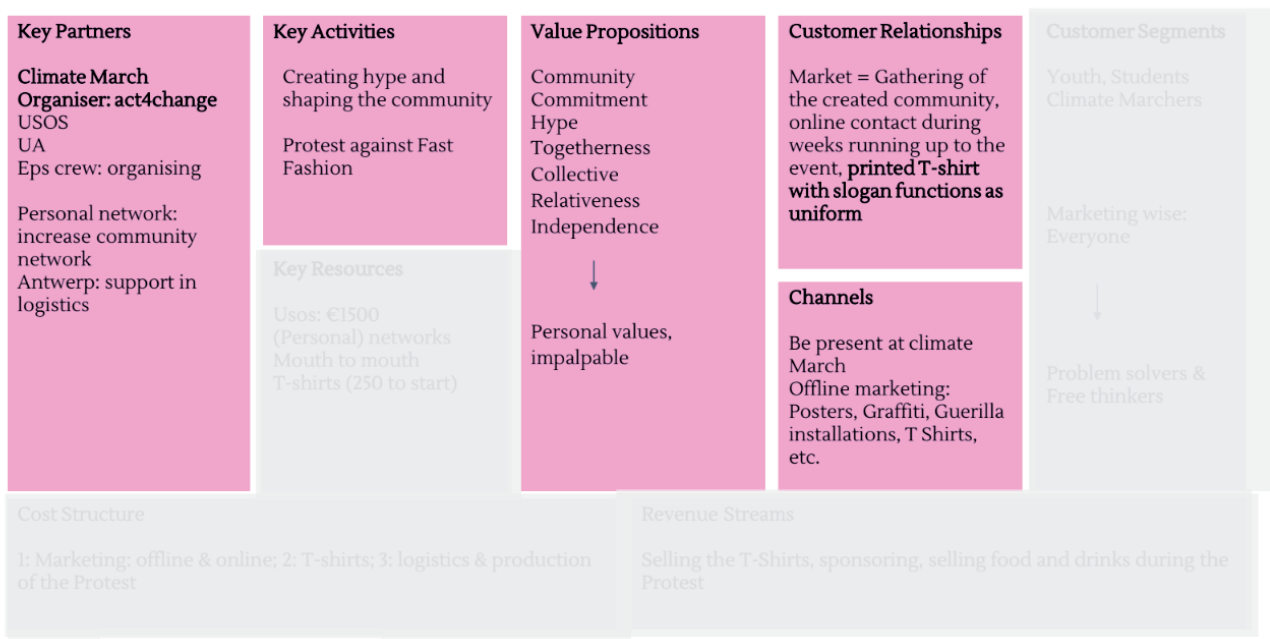 Key Partners
Climate March
Organiser: act4change
USOS
UA
Eps crew: organising
Personal network:
increase community
network
Antwerp: support in
logistics
Key Activities
Creating hype and
shaping the community
Protest against Fast
Fashion
Key Resources
Usos: €1500
(Personal) networks
Mouth to mouth
T-shirts (250 to start)
Value Propositions
Community
Commitment
Hype
Togetherness
Collective
Relativeness
Independence
Personal values,
impalpable
Customer Relationships
Market = Gathering of
the created community,
online contact during
weeks running up to the
event, printed T-shirt
with slogan functions as
uniform
Channels
Be present at climate
March
Offline marketing:
Posters, Graffiti, Guerilla
installations, T Shirts,
etc.
Customer Segments
Youth, Students
Climate Marchers
Marketing wise:
Everyone
Problem solvers &
Free thinkers
Cost Structure
1: Marketing: offline & online; 2: T-shirts; 3: logistics & production
of the Protest
Revenue Streams
Selling the T-Shirts, sponsoring, selling food and drinks during the
Protest